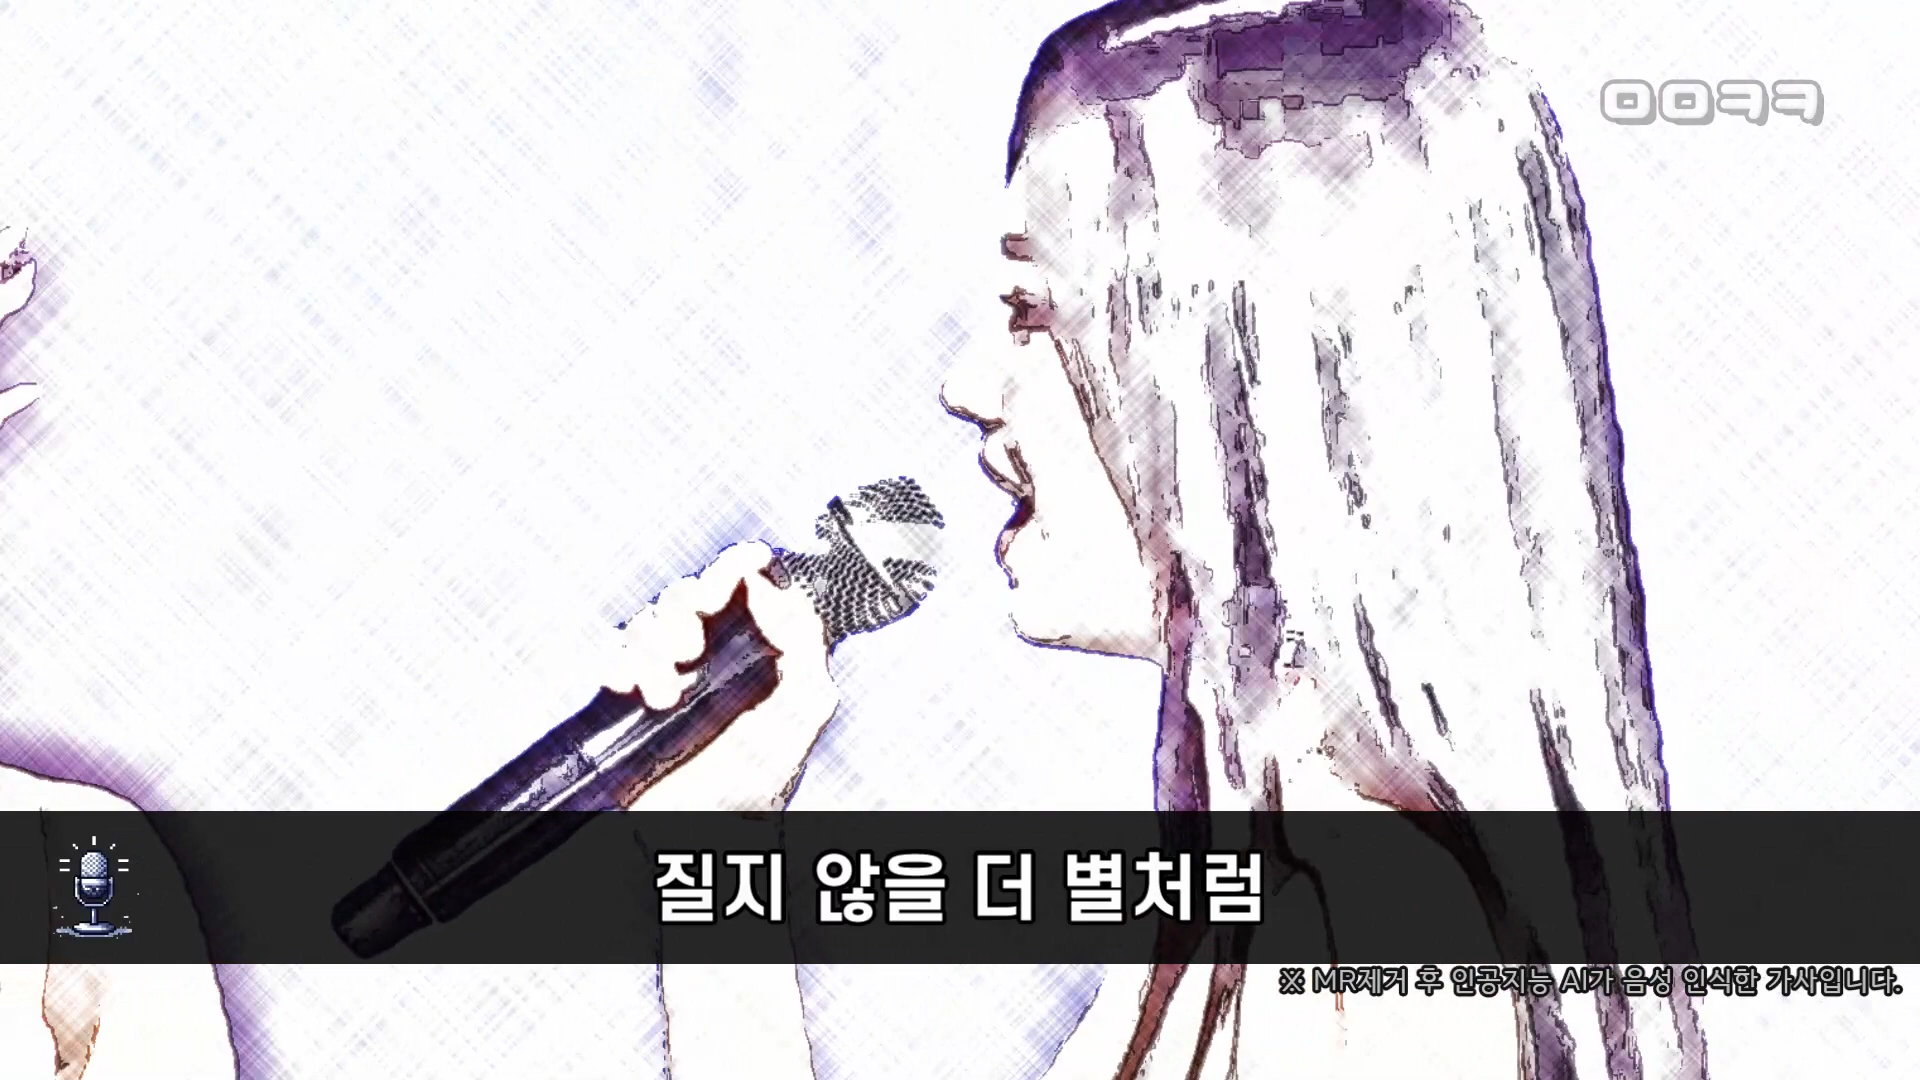 ㅁㅁㅋㅋ
질지 않을 더 별처럼
※ MR제거 후 인공지능 AI가 음성 인식한 가사입니다.